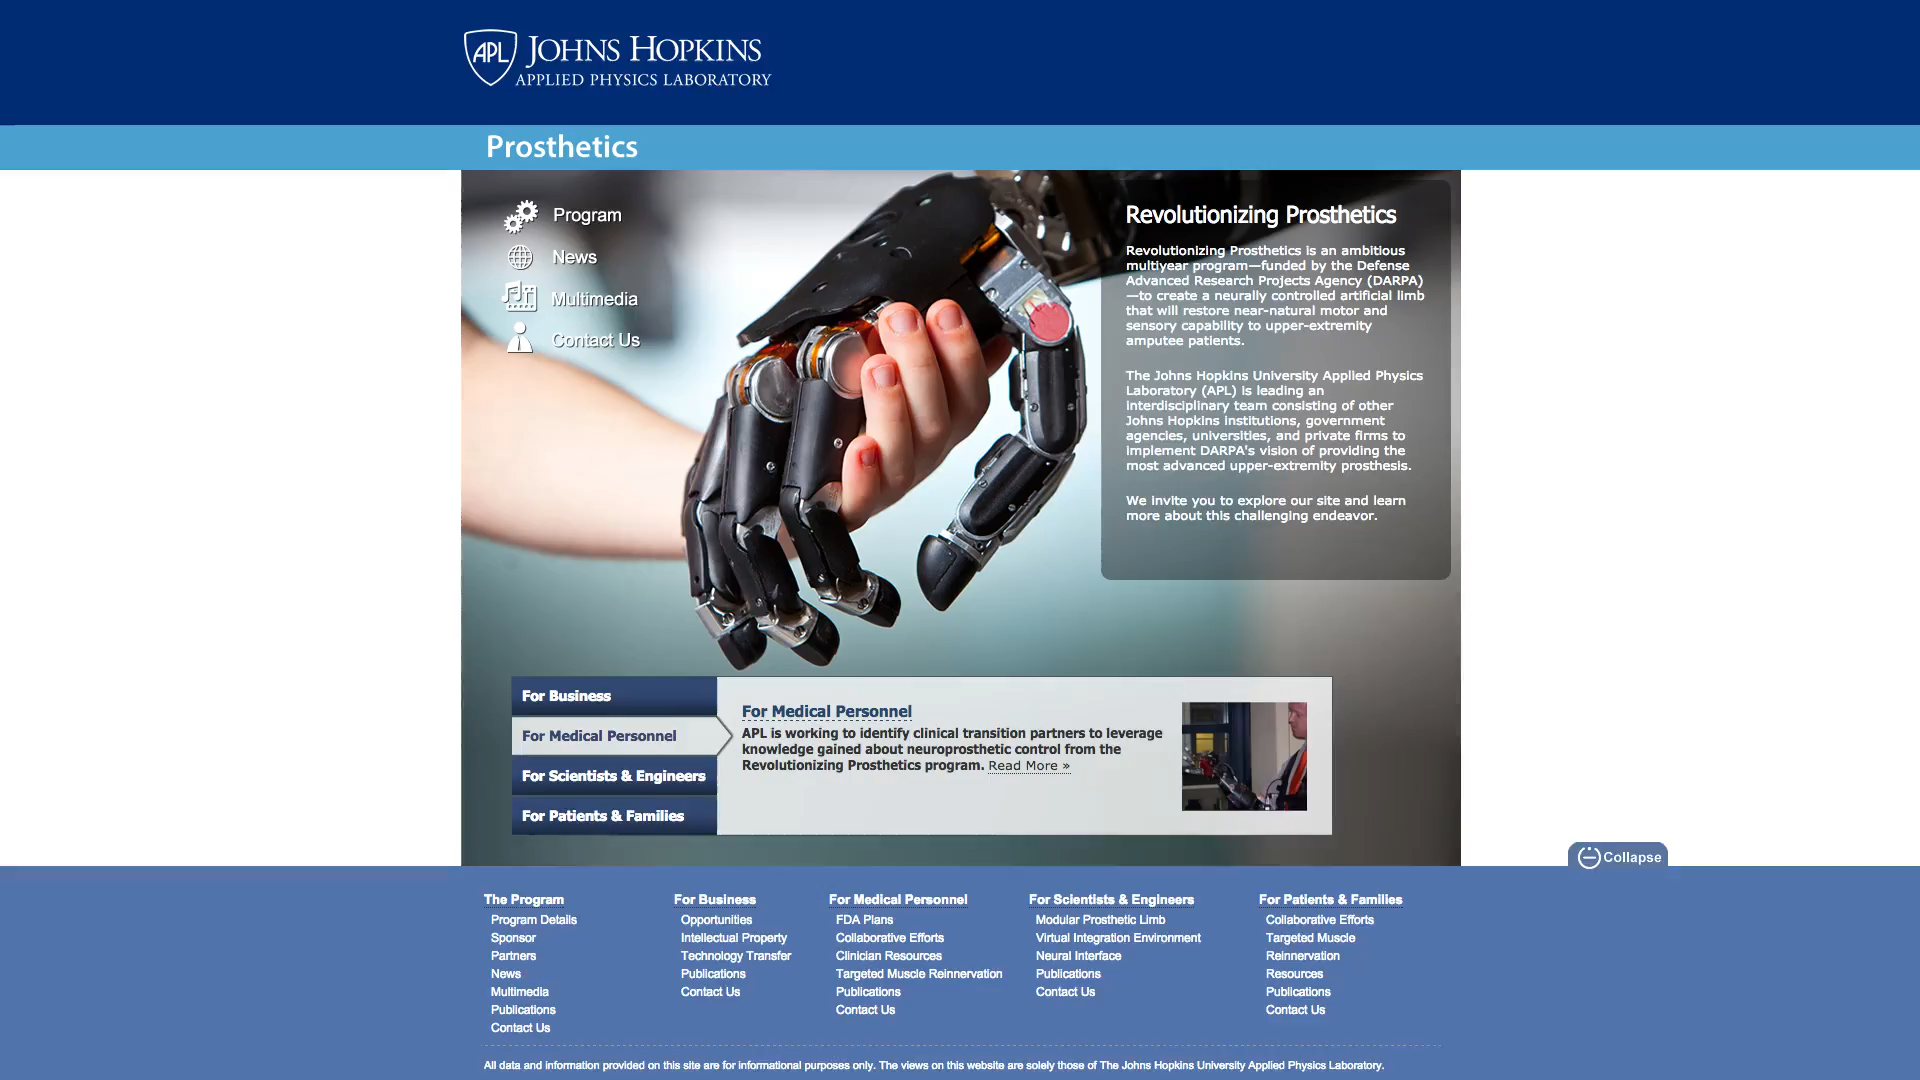 APL JOHNS HOPKINS
APPLIED PHYSICS LABORATORY
Prosthetics
Program
News
Multimedia
Contact Us
Revolutionizing Prosthetics
Revolutionizing Prosthetics is an ambitious
multiyear program—funded by the Defense
Advanced Research Projects Agency (DARPA)
—to create a neurally controlled artificial limb
that will restore near-natural motor and
sensory capability to upper-extremity
amputee patients.
The Johns Hopkins University Applied Physics
Laboratory (APL) is leading an
interdisciplinary team consisting of other
Johns Hopkins institutions, government
agencies, universities, and private firms to
implement DARPA's vision of providing the
most advanced upper-extremity prosthesis.
We invite you to explore our site and learn
more about this challenging endeavor.
For Business
For Medical Personnel
For Scientists & Engineers
For Patients & Families
For Medical Personnel
APL is working to identify clinical transition partners to leverage
knowledge gained about neuroprosthetic control from the
Revolutionizing Prosthetics program. Read More »
Collapse
The Program
Program Details
Sponsor
Partners
News
Multimedia
Publications
Contact Us
For Business
Opportunities
Intellectual Property
Technology Transfer
Publications
Contact Us
For Medical Personnel
FDA Plans
Collaborative Efforts
Clinician Resources
Targeted Muscle Reinnervation
Publications
Contact Us
For Scientists & Engineers
Modular Prosthetic Limb
Virtual Integration Environment
Neural Interface
Publications
Contact Us
For Patients & Families
Collaborative Efforts
Targeted Muscle
Reinnervation
Resources
Publications
Contact Us
All data and information provided on this site are for informational purposes only. The views on this website are solely those of The Johns Hopkins University Applied Physics Laboratory.